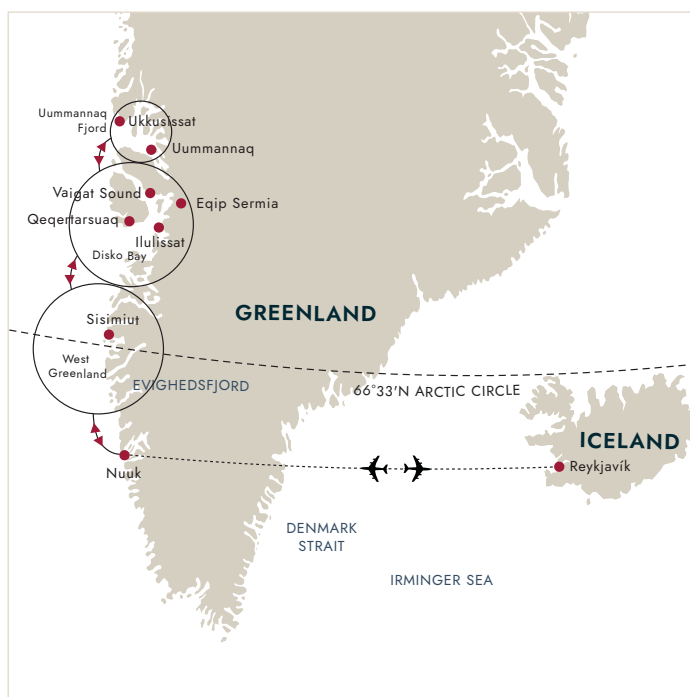 Uummannaq
Fjord
Ukkusissat
Uummannaq
Vaigat Sound
Eqip Sermia
Qeqertarsuaq
Ilulissat
Disko Bay
GREENLAND
Sisimiut
West
Greenland
EVIGHEDSFJORD
66°33'N ARCTIC CIRCLE
ICELAND
Reykjavík
Nuuk
DENMARK
STRAIT
IRMINGER SEA